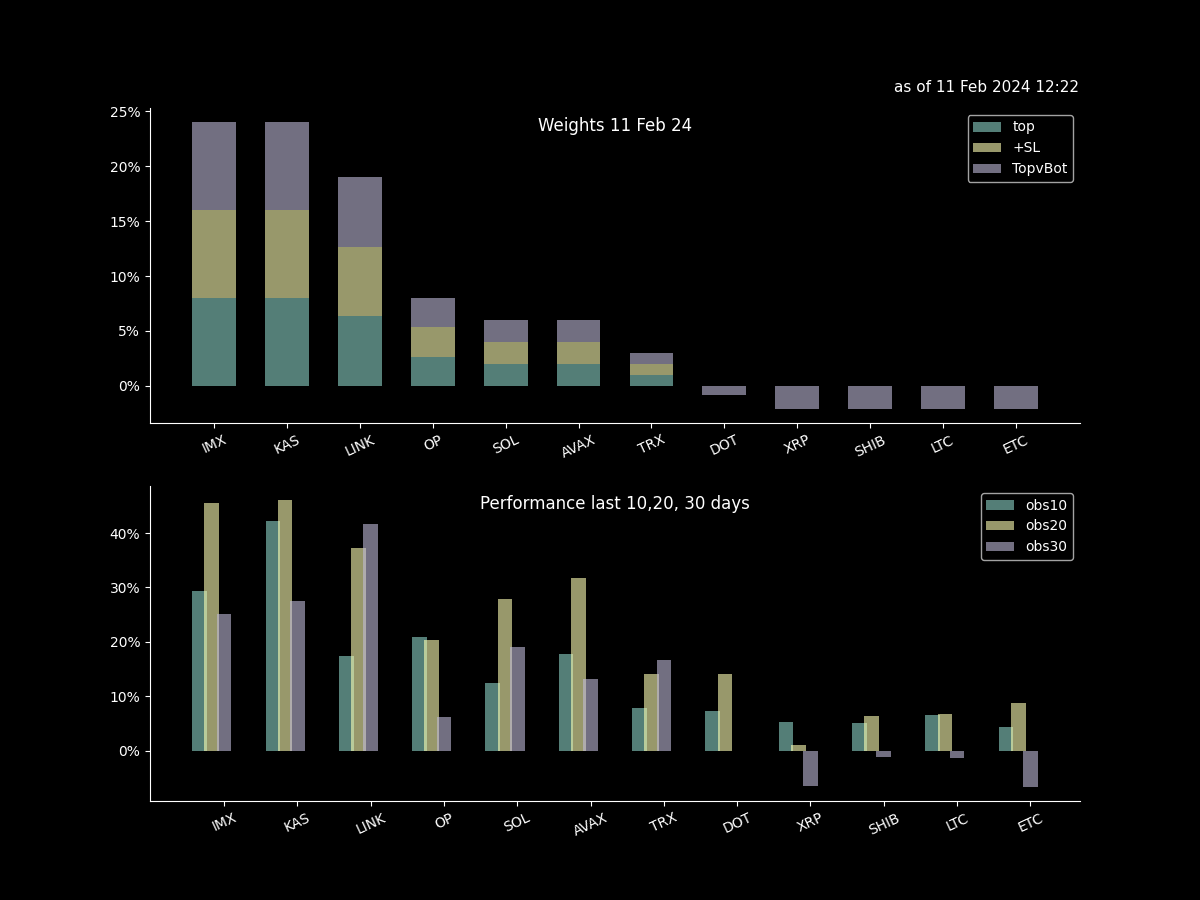 as of 11 Feb 2024 12:22
Weights 11 Feb 24
top
+SL
TopvBot
25%
20%
15%
10%
5%
0%
IMX KAS LINK OP SOL AVAX TRX DOT XRP SHIB LTC ETC
Performance last 10,20, 30 days
obs10
obs20
obs30
40%
30%
20%
10%
0%
IMX KAS LINK OP SOL AVAX TRX DOT XRP SHIB LTC ETC